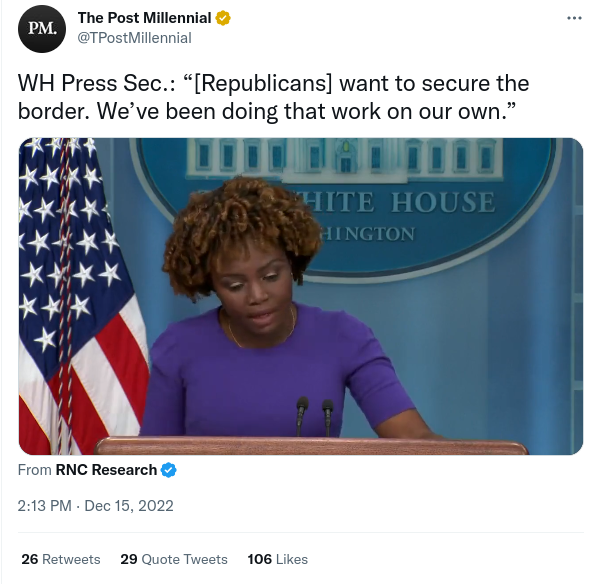 PM.
The Post Millennial
@TPostMillennial
WH Press Sec.: “[Republicans] want to secure the
border. We’ve been doing that work on our own.”
HITE HOUSE
HINGTON
From RNC Research
2:13 PM · Dec 15, 2022
26 Retweets 29 Quote Tweets 106 Likes